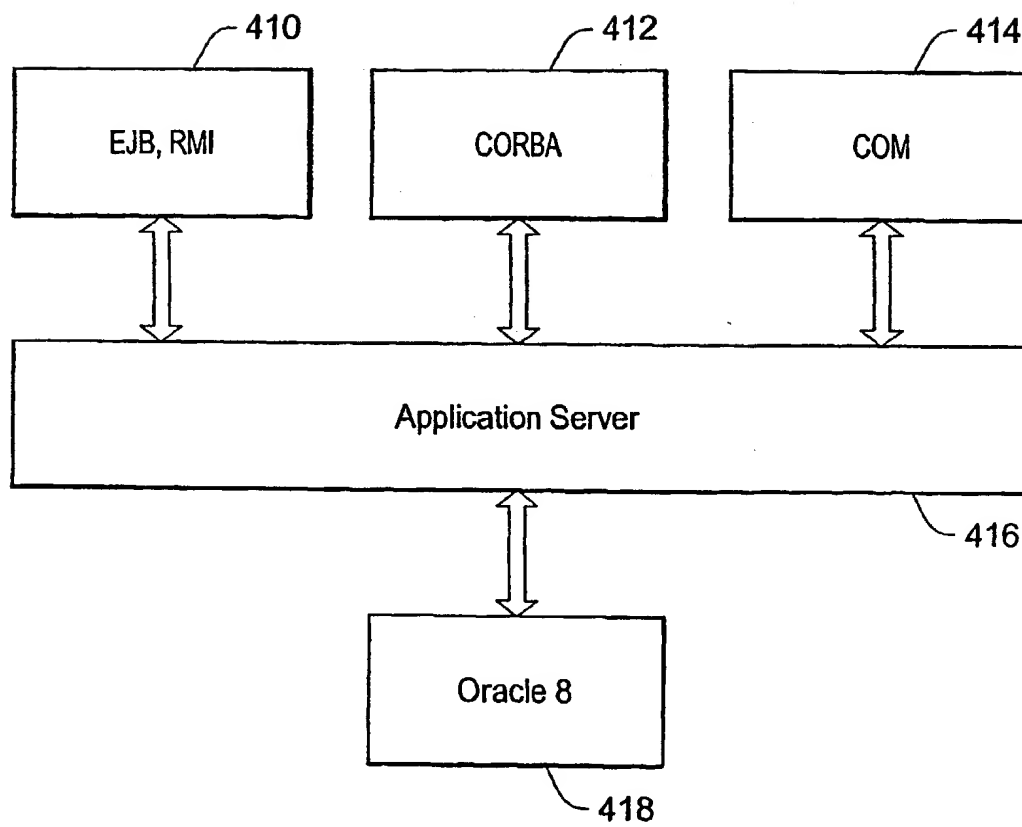 410
412
414
EJB, RMI
CORBA
COM
Application Server
416
Oracle 8
418